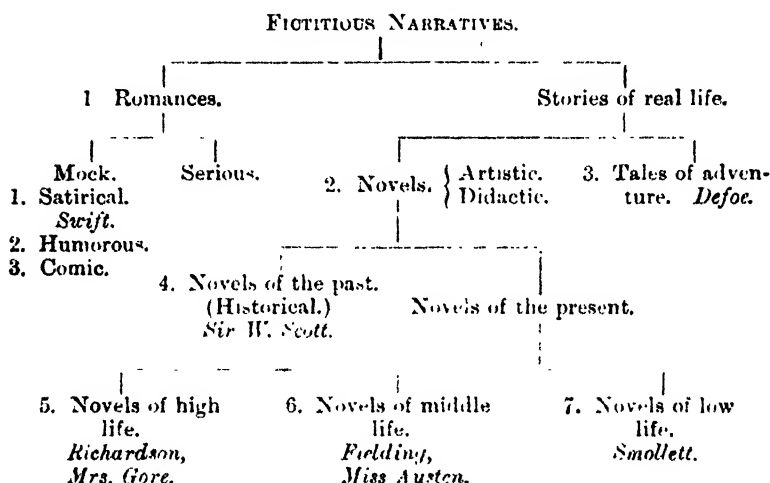 FICTITIOUS NARRATIVES.
1 Romances.
Stories of real life.
Mock.
1. Satirical.
Swift.
2. Humorous.
3. Comic.
Serious.
2. Novels. { Artistic.
Didactic.
3. Tales of adven-
ture. Defoe.
4. Novels of the past.
(Historical.)
Sir W. Scott.
Novels of the present.
5. Novels of high
life.
Richardson,
Mrs. Gore.
6. Novels of middle
life.
Fielding,
Miss Austen.
7. Novels of low
life.
Smollett.